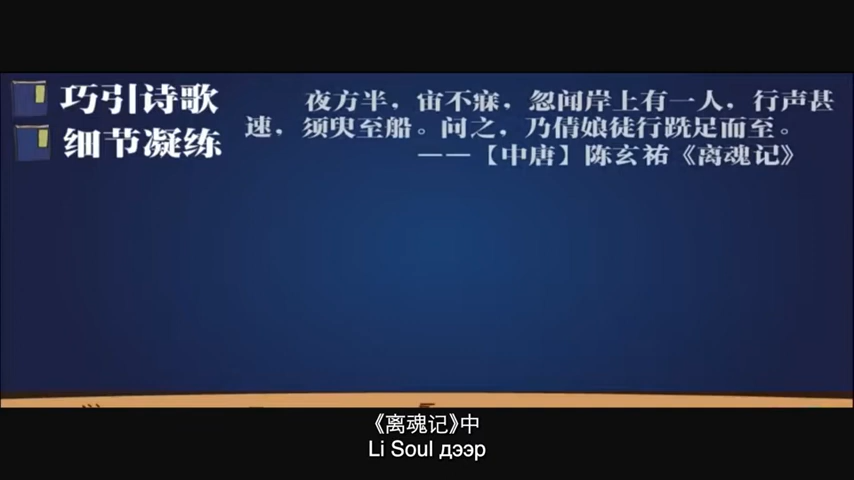 巧引诗歌
细节凝练
夜方半，宙不寐，忽闻岸上有一人，行声甚
速，须臾至船。问之，乃倩娘徒行跣足而至。
——【中唐】陈玄祐《离魂记》
《离魂记》中
Li Soul дээр